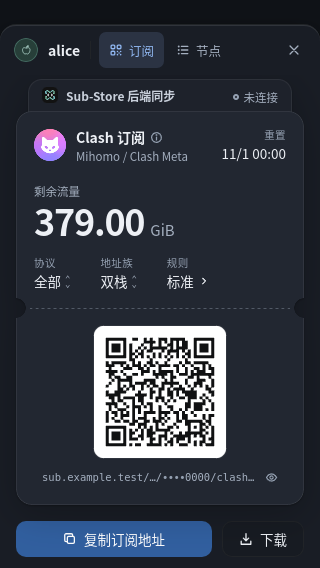 alice
订阅
节点
Sub-Store 后端同步
未连接
Clash 订阅
重置
Mihomo / Clash Meta
11/1 00:00
剩余流量
379.00 GiB
协议
地址族
规则
全部
双栈
标准
sub.example.test/…/••••0000/clash…
复制订阅地址
下载